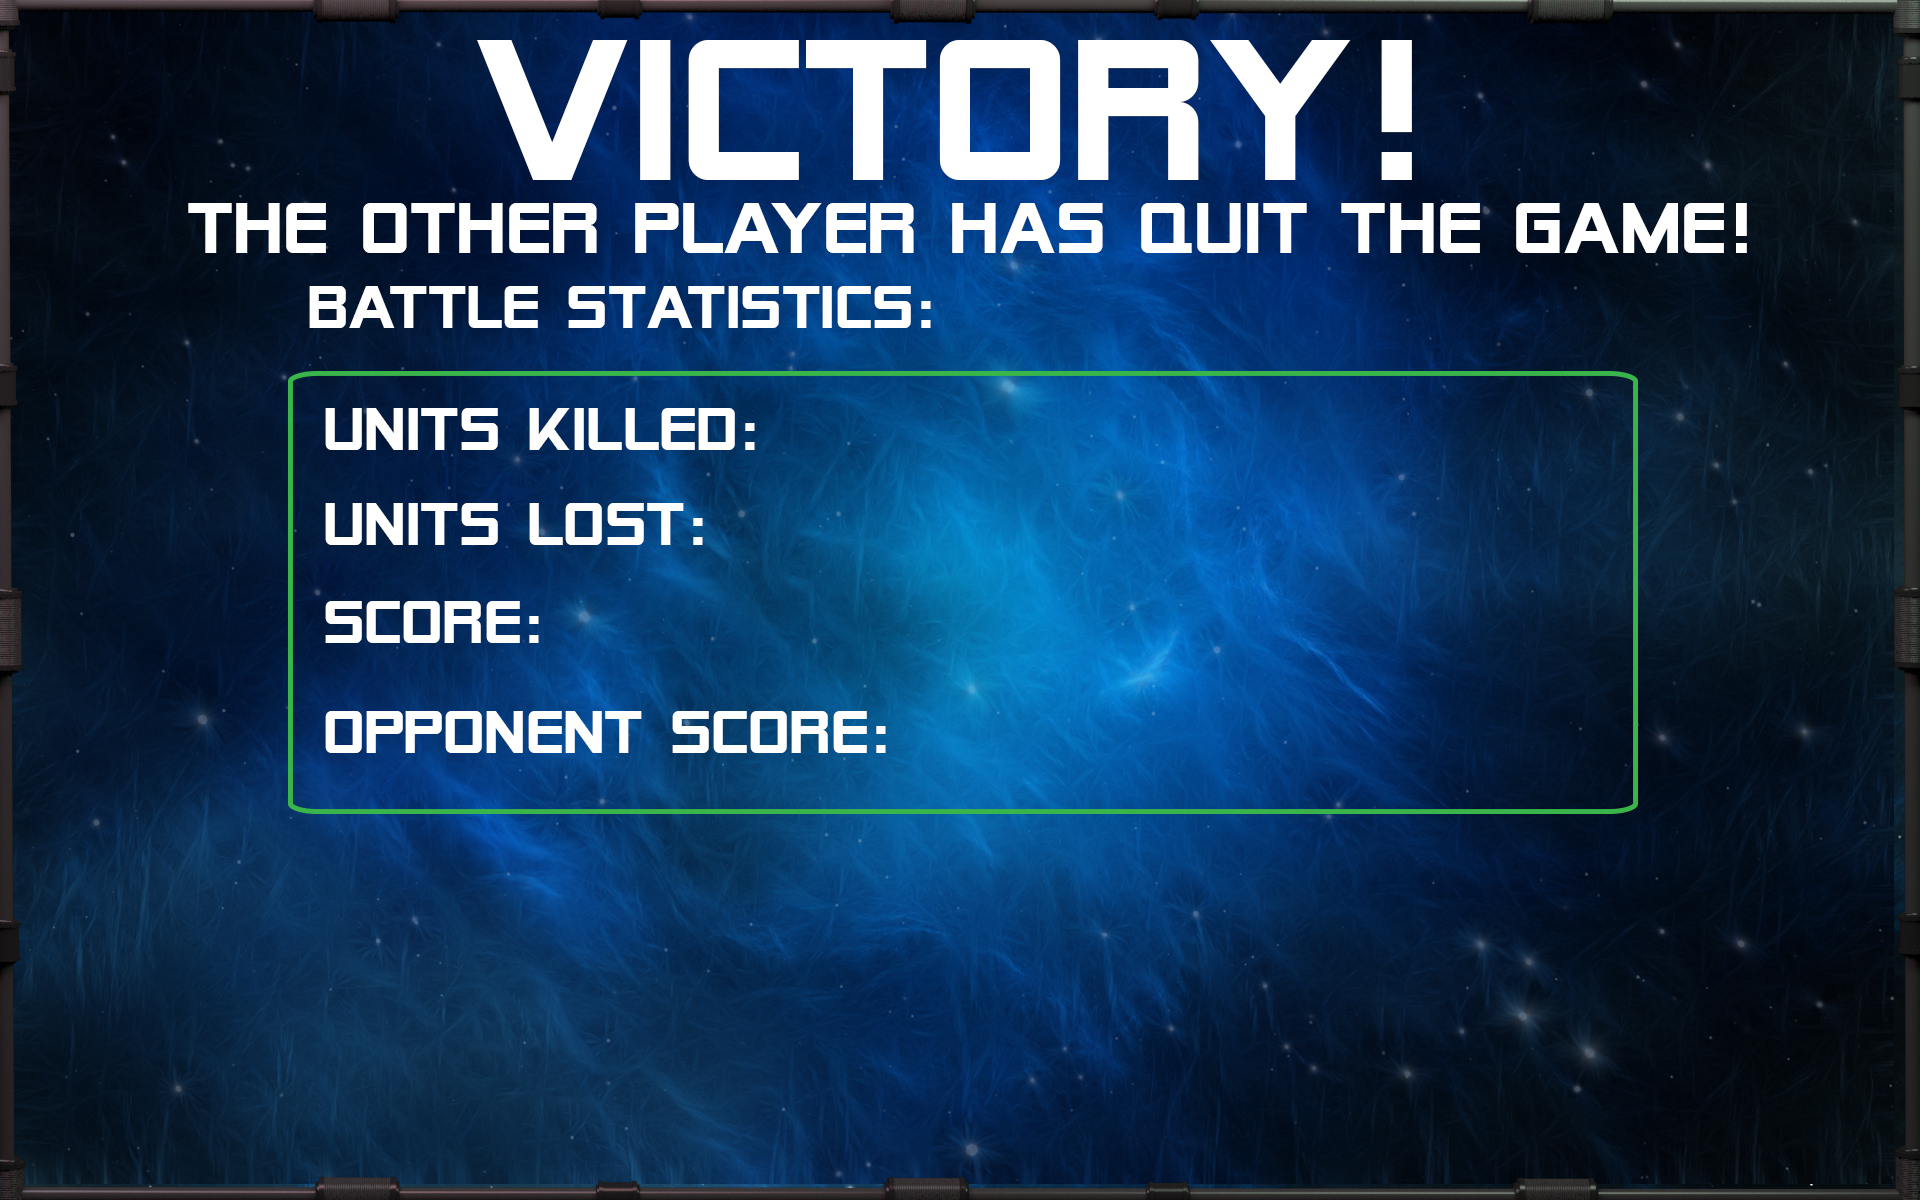 VICTORY!
THE OTHER PLAYER HAS QUIT THE GAME!
BATTLE STATISTICS:
UNITS KILLED:
UNITS LOST:
SCORE:
OPPONENT SCORE: